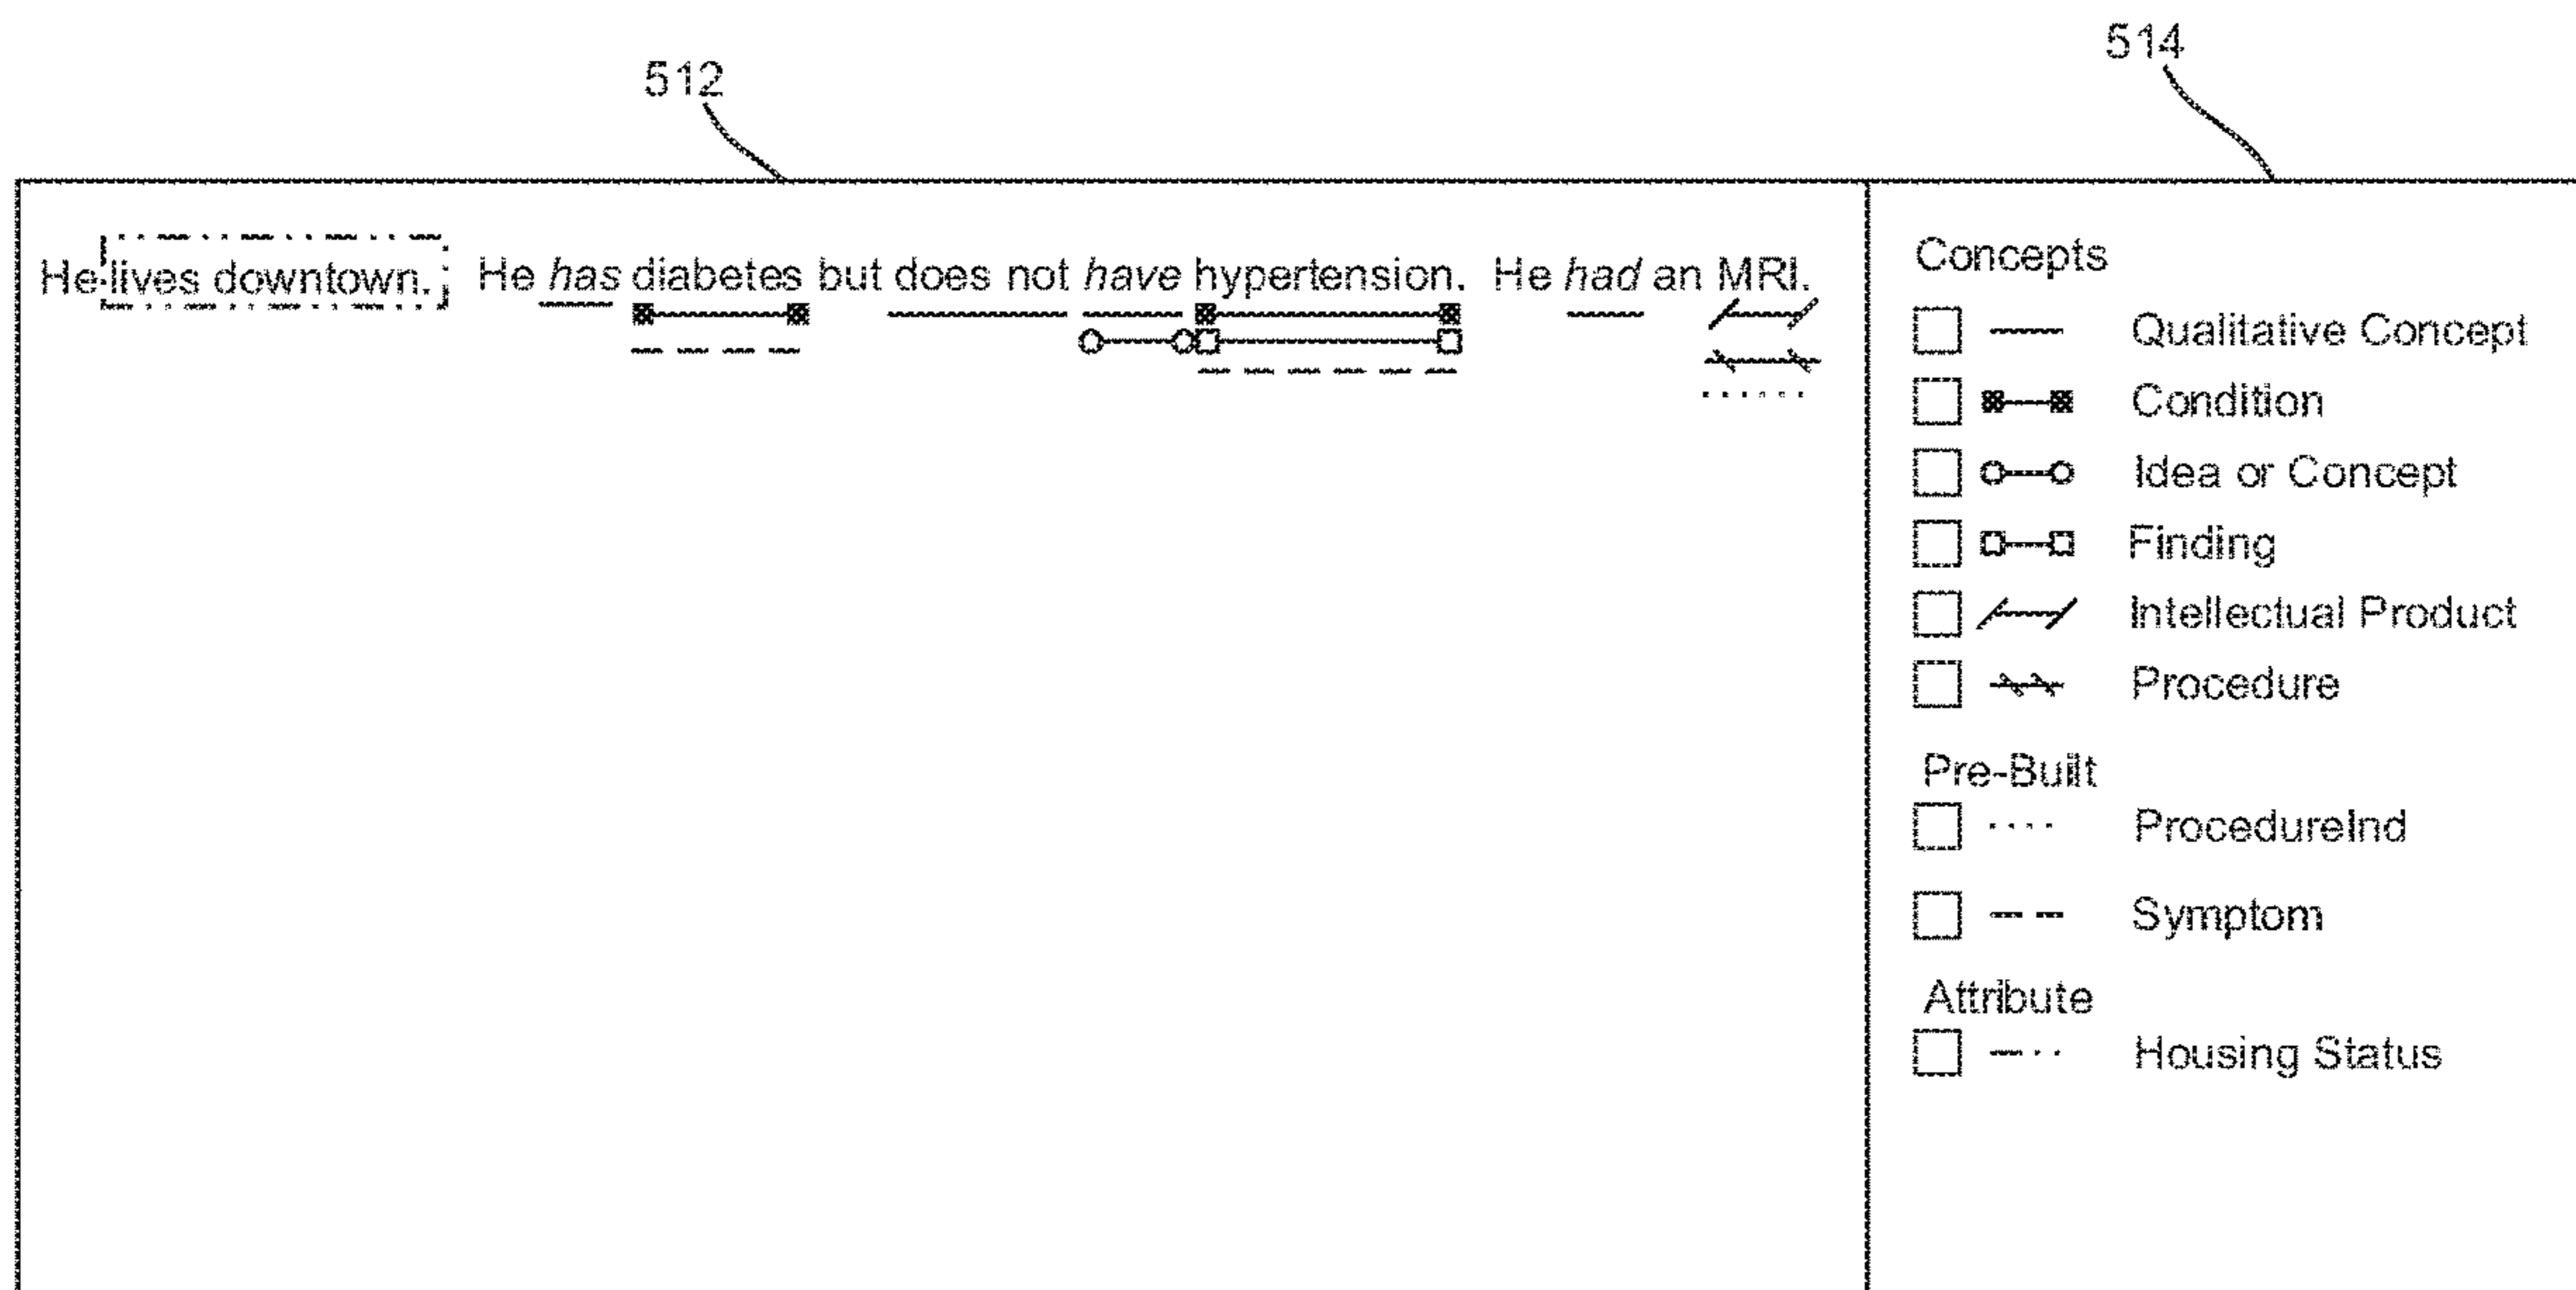 514
512
He lives downtown. He has diabetes but does not have hypertension. He had an MRI.
Concepts
Qualitative Concept
Condition
Idea or Concept
Finding
Intellectual Product
Procedure
Pre-Built
ProcedureInd
Symptom
Attribute
Housing Status